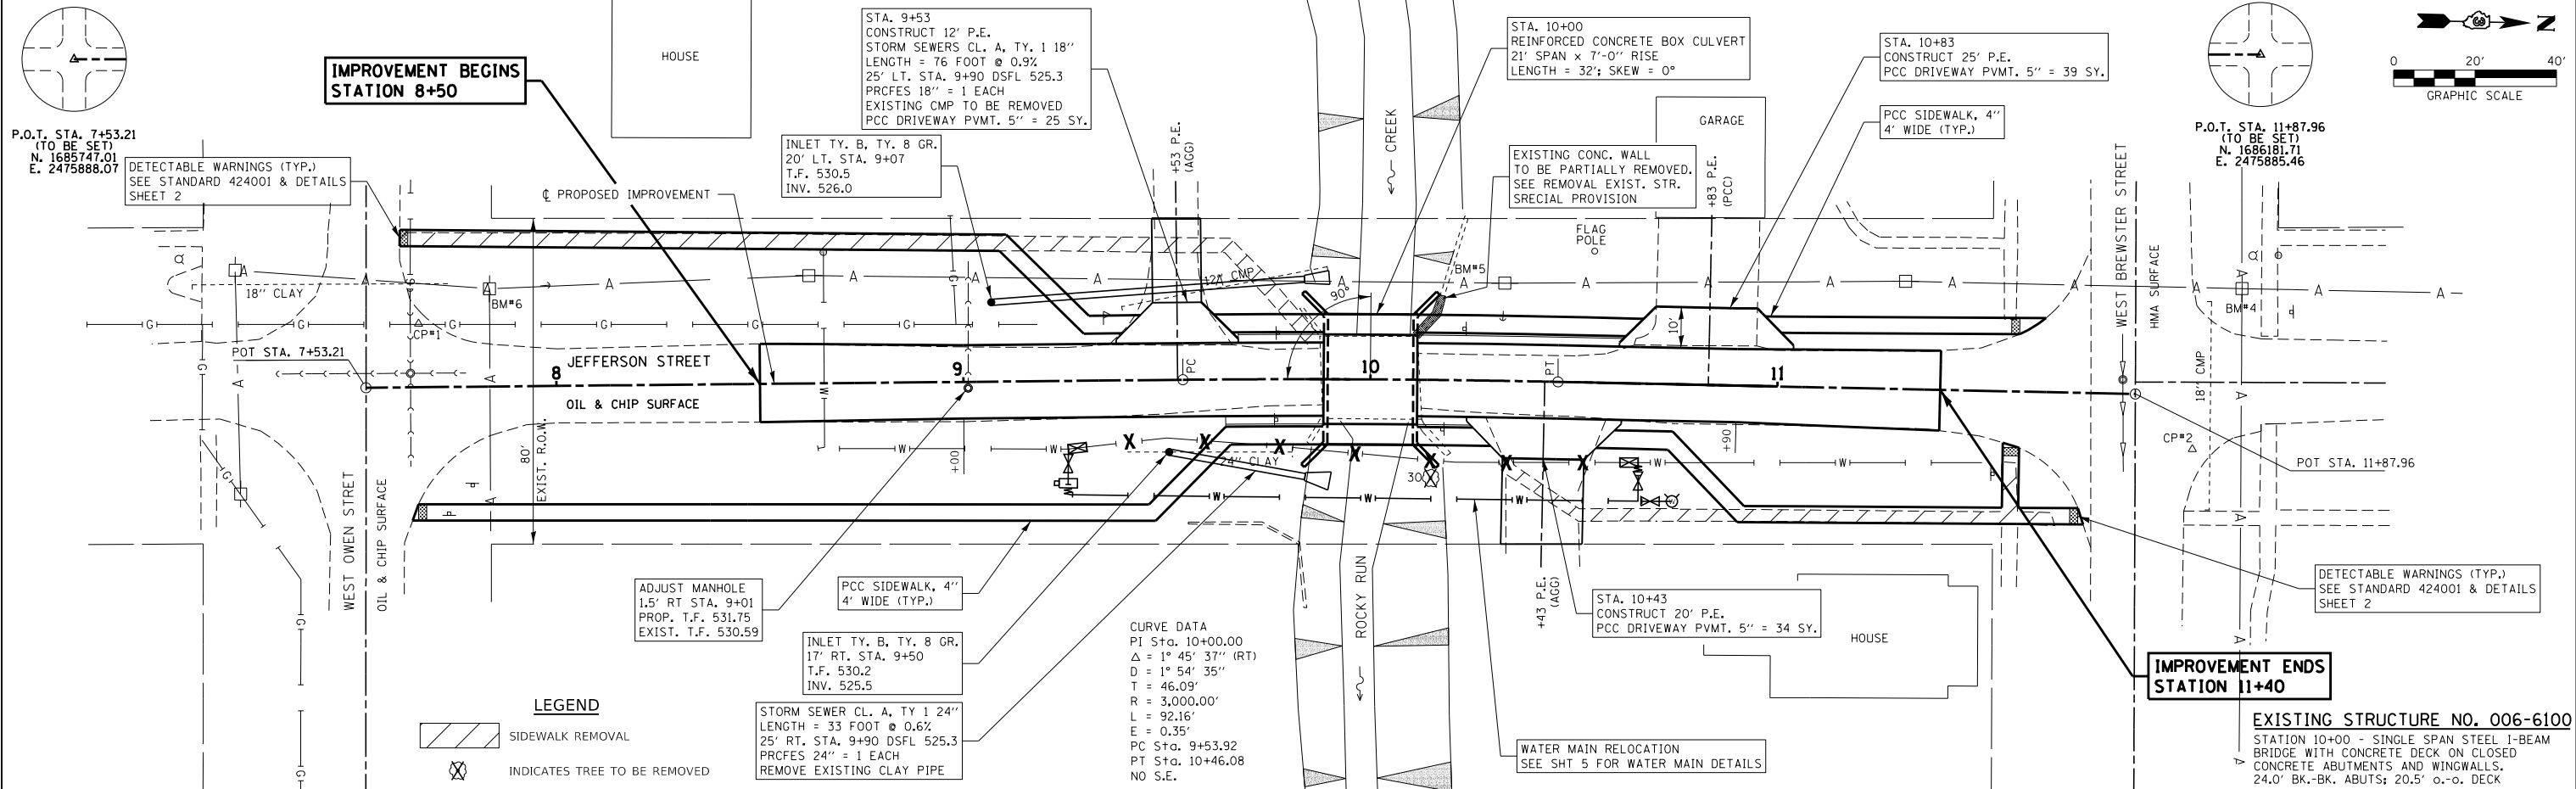 P.O.T. STA. 7+53.21
(TO BE SET)
N. 1685747.01
E. 2475888.07
DETECTABLE WARNINGS (TYP.)
SEE STANDARD 424001 & DETAILS
SHEET 2
IMPROVEMENT BEGINS
STATION 8+50
HOUSE
STA. 9+53
CONSTRUCT 12' P.E.
STORM SEWERS CL. A, TY. 1 18''
LENGTH = 76 FOOT @ 0.9%
25' LT. STA. 9+90 DSFL 525.3
PRCFES 18'' = 1 EACH
EXISTING CMP TO BE REMOVED
PCC DRIVEWAY PVMT. 5'' = 25 SY.
INLET TY. B, TY. 8 GR.
20' LT. STA. 9+07
T.F. 530.5
INV. 526.0
℄ PROPOSED IMPROVEMENT
+53 P.E.
(AGG)
CREEK
STA. 10+00
REINFORCED CONCRETE BOX CULVERT
21' SPAN x 7'-0'' RISE
LENGTH = 32'; SKEW = 0°
EXISTING CONC. WALL
TO BE PARTIALLY REMOVED.
SEE REMOVAL EXIST. STR.
SRECIAL PROVISION
GARAGE
+83 P.E.
(PCC)
STA. 10+83
CONSTRUCT 25' P.E.
PCC DRIVEWAY PVMT. 5'' = 39 SY.
PCC SIDEWALK, 4''
4' WIDE (TYP.)
P.O.T. STA. 11+87.96
(TO BE SET)
N. 1686181.71
E. 2475885.46
N
0 20' 40'
GRAPHIC SCALE
FLAG
POLE
18'' CLAY
BM#6
CP#1
12" CMP
90°
BM#5
10'
WEST BREWSTER STREET
HMA SURFACE
BM#4
18'' CMP
POT STA. 7+53.21
JEFFERSON STREET
8
9
PC
10
PT
11
OIL & CHIP SURFACE
80'
EXIST. R.O.W.
+00
24'' CLAY
30
+90
CP#2
POT STA. 11+87.96
WEST OWEN STRET
OIL & CHIP SURFACE
ADJUST MANHOLE
1.5' RT STA. 9+01
PROP. T.F. 531.75
EXIST. T.F. 530.59
PCC SIDEWALK, 4''
4' WIDE (TYP.)
INLET TY. B, TY. 8 GR.
17' RT. STA. 9+50
T.F. 530.2
INV. 525.5
STORM SEWER CL. A, TY 1 24''
LENGTH = 33 FOOT @ 0.6%
25' RT. STA. 9+90 DSFL 525.3
PRCFES 24'' = 1 EACH
REMOVE EXISTING CLAY PIPE
LEGEND
SIDEWALK REMOVAL
INDICATES TREE TO BE REMOVED
CURVE DATA
PI Sta. 10+00.00
Δ = 1° 45' 37'' (RT)
D = 1° 54' 35''
T = 46.09'
R = 3,000.00'
L = 92.16'
E = 0.35'
PC Sta. 9+53.92
PT Sta. 10+46.08
NO S.E.
ROCKY RUN
+43 P.E.
(AGG)
STA. 10+43
CONSTRUCT 20' P.E.
PCC DRIVEWAY PVMT. 5'' = 34 SY.
WATER MAIN RELOCATION
SEE SHT 5 FOR WATER MAIN DETAILS
HOUSE
DETECTABLE WARNINGS (TYP.)
SEE STANDARD 424001 & DETAILS
SHEET 2
IMPROVEMENT ENDS
STATION 11+40
EXISTING STRUCTURE NO. 006-6100
STATION 10+00 - SINGLE SPAN STEEL I-BEAM
BRIDGE WITH CONCRETE DECK ON CLOSED
CONCRETE ABUTMENTS AND WINGWALLS.
24.0' BK.-BK. ABUTS; 20.5' o.-o. DECK